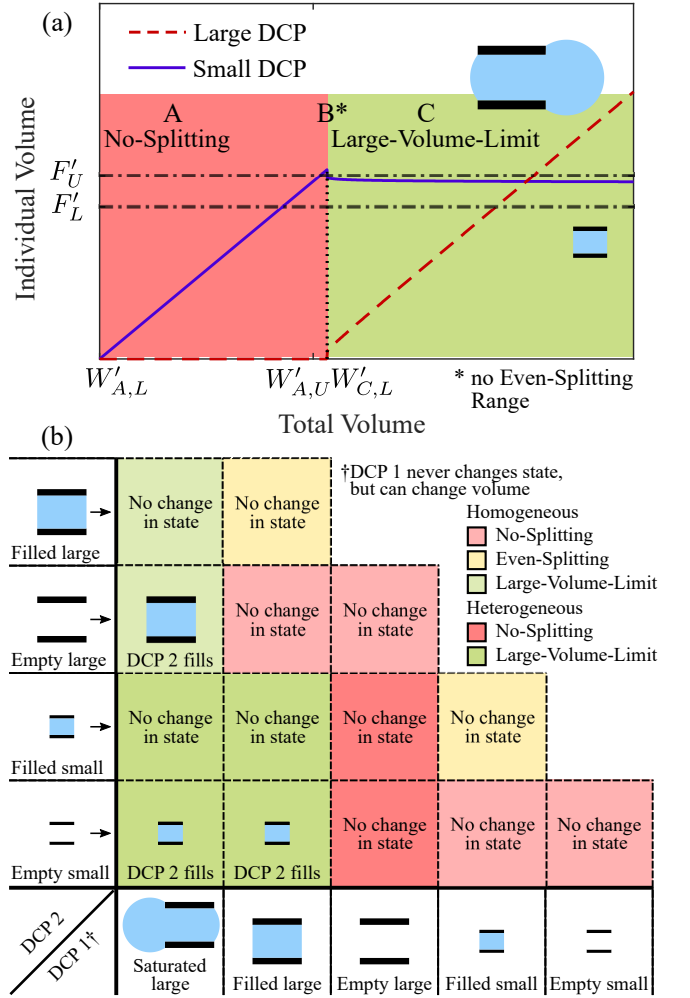 (a)
Large DCP
Small DCP
A
B*
C
No-Splitting
Large-Volume-Limit
F′_U
F′_L
Individual Volume
W′_{A,L}
W′_{A,U}
W′_{C,L}
* no Even-Splitting
Range
Total Volume
(b)
†DCP 1 never changes state,
but can change volume
Homogeneous
No-Splitting
Even-Splitting
Large-Volume-Limit
Heterogeneous
No-Splitting
Large-Volume-Limit
Filled large
No change
in state
No change
in state
Empty large
DCP 2 fills
No change
in state
No change
in state
Filled small
No change
in state
No change
in state
No change
in state
No change
in state
Empty small
DCP 2 fills
DCP 2 fills
No change
in state
No change
in state
No change
in state
DCP 2
DCP 1†
Saturated
large
Filled large
Empty large
Filled small
Empty small